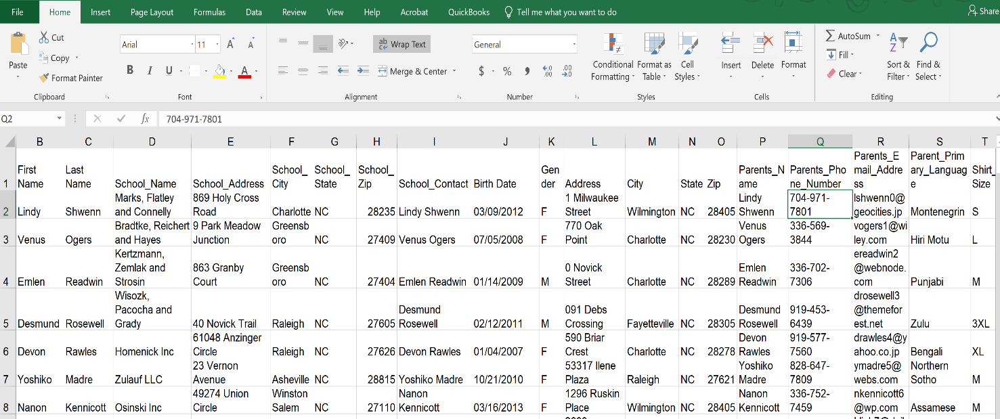 File Home Insert Page Layout Formulas Data Review View Help Acrobat QuickBooks Tell me what you want to do Share
Cut
Copy
Format Painter
Paste
Clipboard
Arial 11 A A
B I U A
Font
ab Wrap Text
Merge & Center
Alignment
General
$ % , .00 .00
Number
Conditional Formatting
Format as Table
Cell Styles
Styles
Insert Delete Format
Cells
AutoSum
Fill
Clear
Sort & Filter
Find & Select
Editing
Q2 fx 704-971-7801
B C D E F G H I J K L M N O P Q R S T
1 First Name Last Name School_Name School_Address School_City School_State School_Zip School_Contact Birth Date Gender Address City State Zip Parents_Name Parents_Phone_Number Parents_Email_Address Parent_Primary_Language Shirt_Size
2 Lindy Shwenn Marks, Flatley and Connelly 869 Holy Cross Road Charlotte NC 28235 Lindy Shwenn 03/09/2012 F 1 Milwaukee Street Wilmington NC 28405 Lindy Shwenn 704-971-7801 lshwenn0@geocities.jp Montenegrin S
3 Venus Ogers Bradtke, Reichert and Hayes 9 Park Meadow Junction Greensboro NC 27409 Venus Ogers 07/05/2008 F 770 Oak Point Charlotte NC 28230 Venus Ogers 336-569-3844 vogers1@wiley.com Hiri Motu L
4 Emlen Readwin Kertzmann, Zemlak and Strosin 863 Granby Court Greensboro NC 27404 Emlen Readwin 01/14/2009 M 0 Novick Street Charlotte NC 28289 Emlen Readwin 336-702-7306 ereadwin2@webnode.com Punjabi M
5 Desmund Rosewell Wisozk, Pacocha and Grady 40 Novick Trail Raleigh NC 27605 Desmund Rosewell 02/12/2011 M 091 Debs Crossing Fayetteville NC 28305 Desmund Rosewell 919-453-6439 drosewell3@themeforest.net Zulu 3XL
6 Devon Rawles Homenick Inc 61048 Anzinger Circle Raleigh NC 27626 Devon Rawles 01/04/2007 F 590 Briar Crest Charlotte NC 28278 Devon Rawles 919-577-7560 drawles4@yahoo.co.jp Bengali XL
7 Yoshiko Madre Zulauf LLC 23 Vernon Avenue Asheville NC 28815 Yoshiko Madre 10/21/2010 F 53317 Ilene Plaza Raleigh NC 27621 Yoshiko Madre 828-647-7809 ymadre5@webs.com Northern Sotho M
8 Nanon Kennicott Osinski Inc 49274 Union Circle Winston Salem NC 27110 Nanon Kennicott 03/16/2013 F 1296 Ruskin Place Wilmington NC 28405 Nanon Kennicott 336-752-7459 nkennicott6@wp.com Assamese M